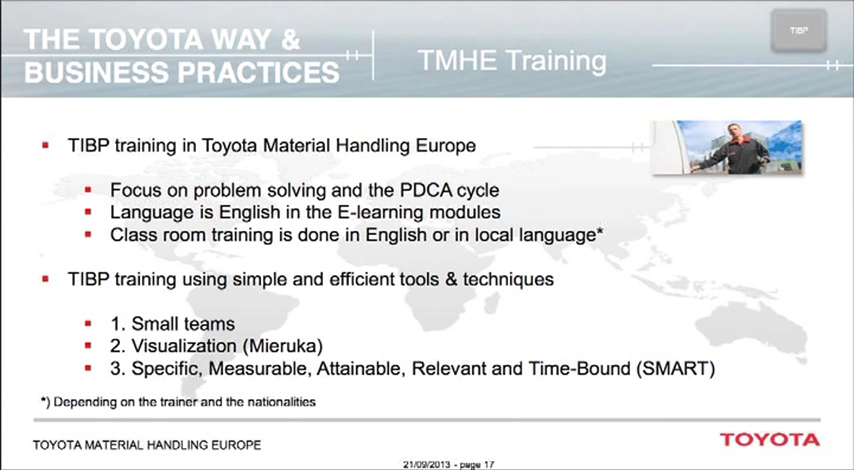 THE TOYOTA WAY &
BUSINESS PRACTICES
TMHE Training
TIBP
TIBP training in Toyota Material Handling Europe
Focus on problem solving and the PDCA cycle
Language is English in the E-learning modules
Class room training is done in English or in local language*
TIBP training using simple and efficient tools & techniques
1. Small teams
2. Visualization (Mieruka)
3. Specific, Measurable, Attainable, Relevant and Time-Bound (SMART)
*) Depending on the trainer and the nationalities
TOYOTA MATERIAL HANDLING EUROPE
TOYOTA
21/09/2013 - page 17